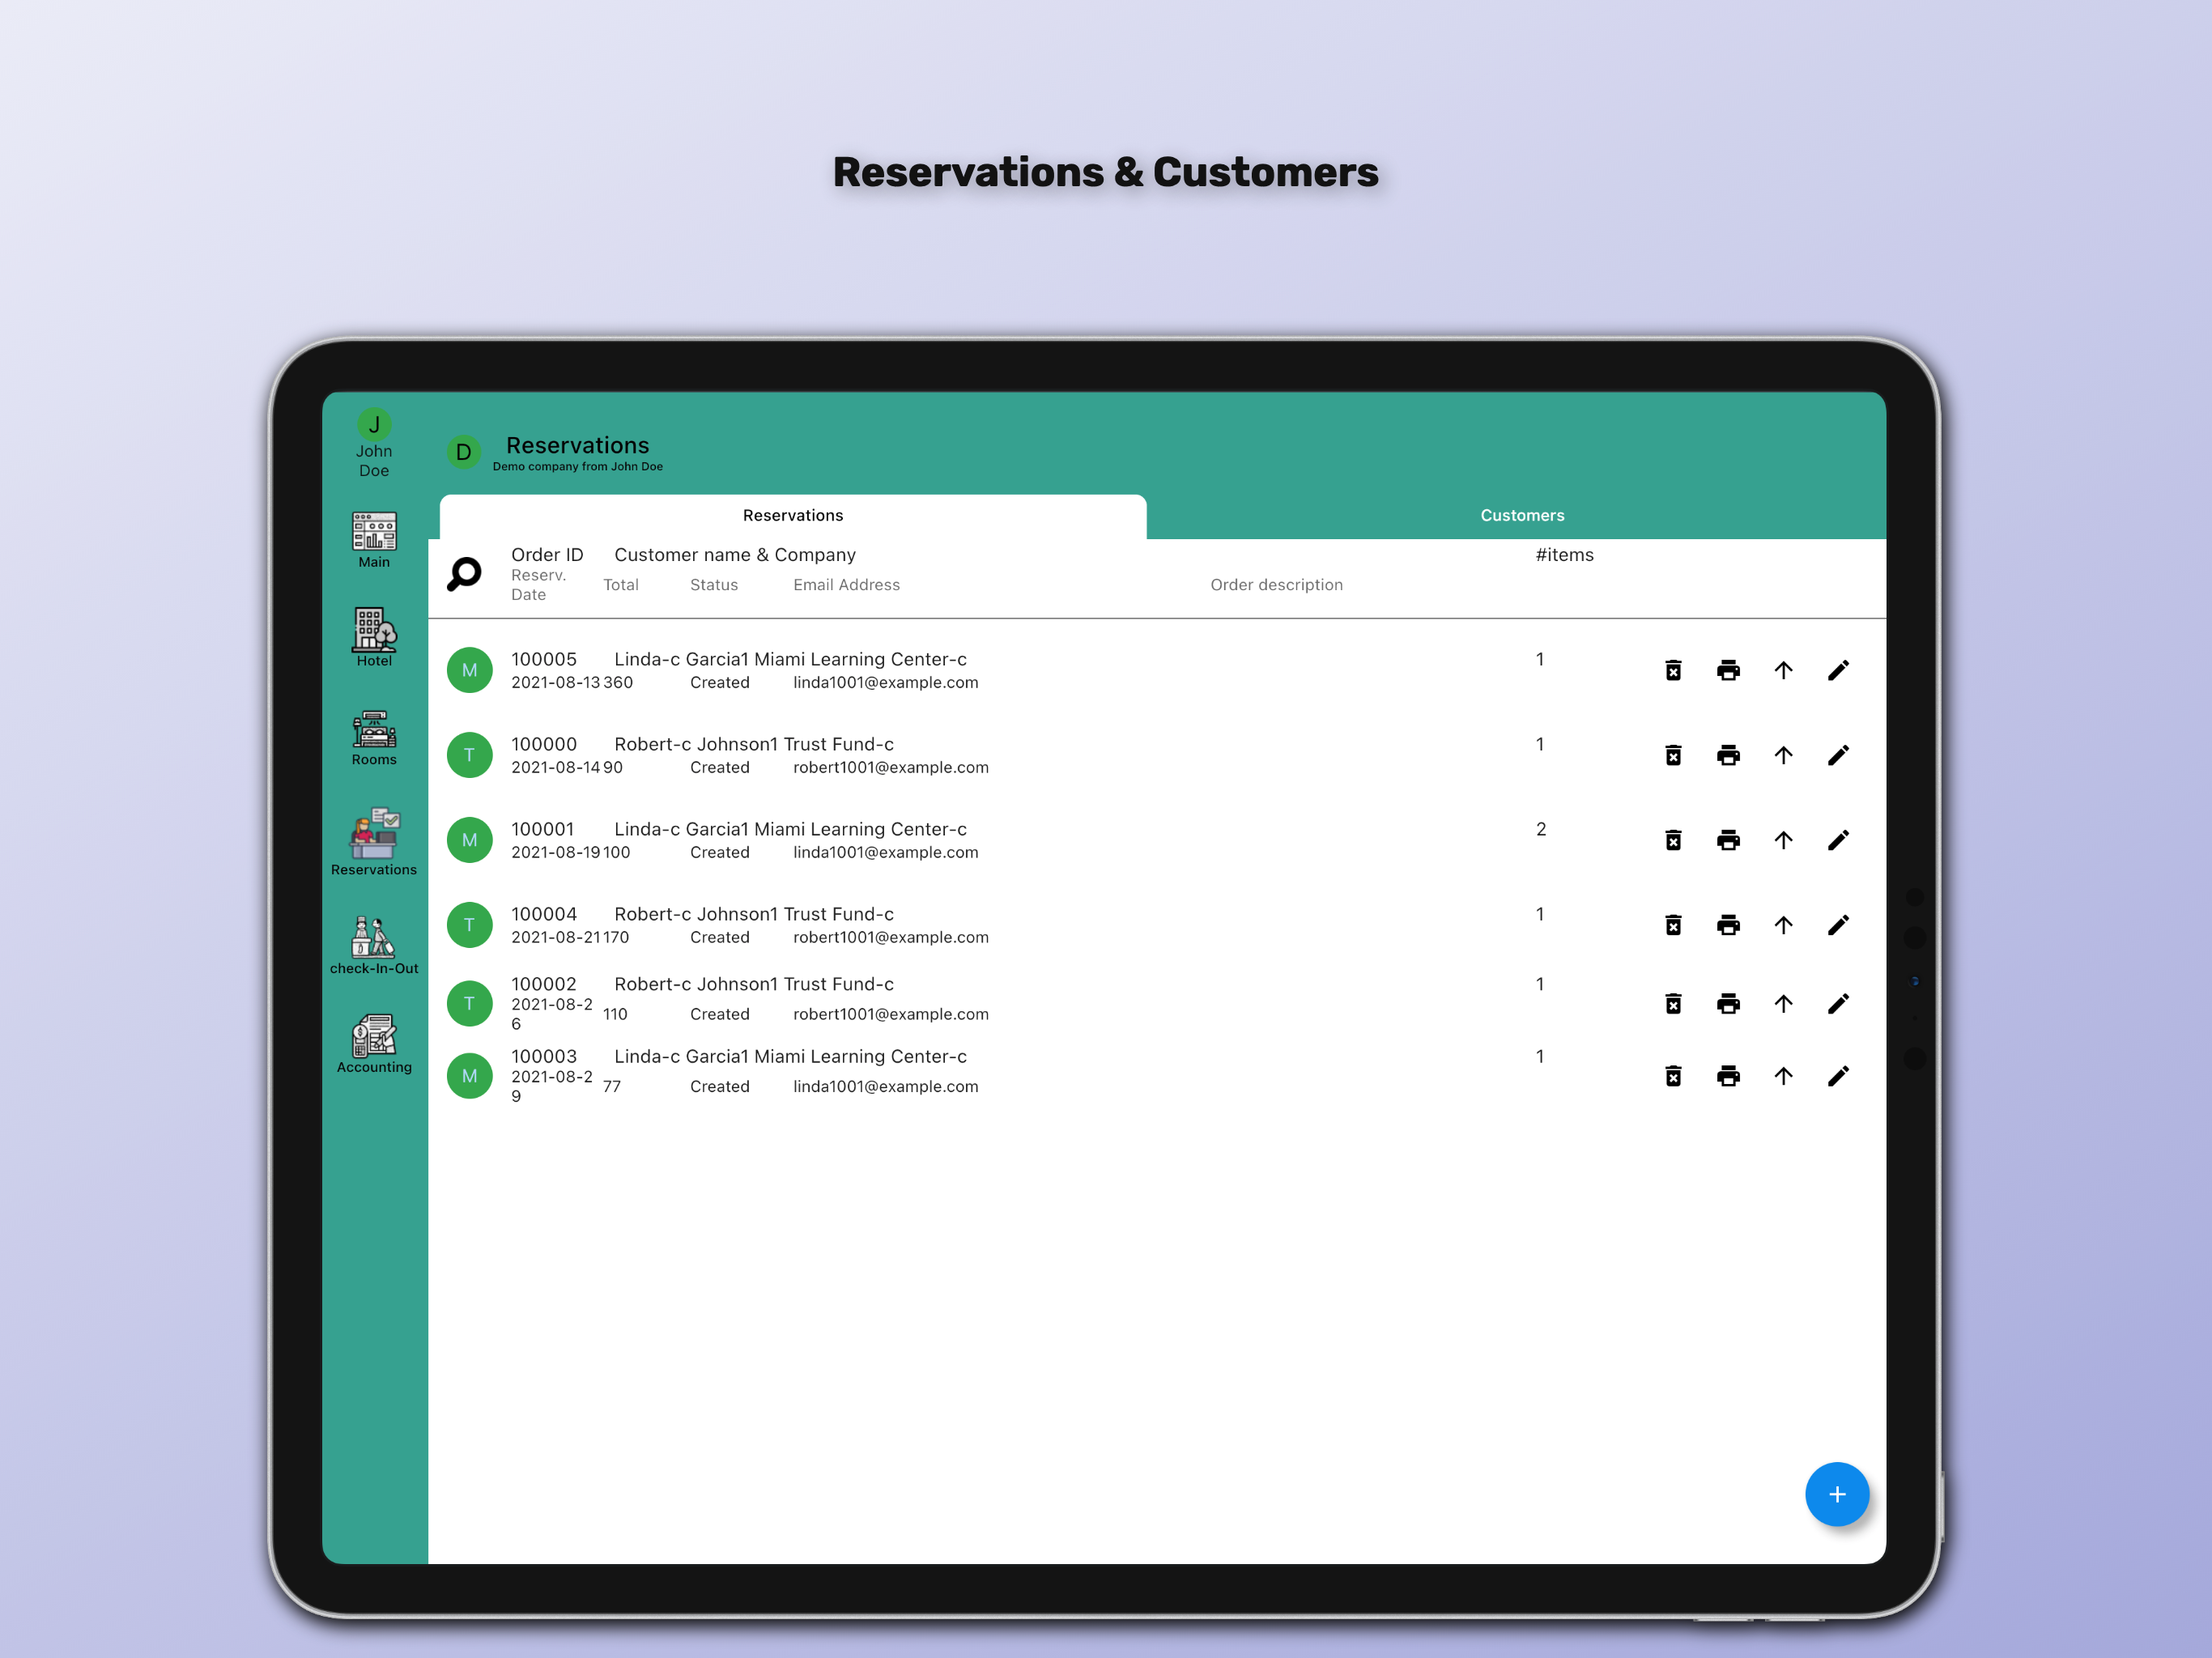 Reservations & Customers
J
John
Doe
D
Reservations
Demo company from John Doe
Main
Hotel
Rooms
Reservations
check-In-Out
Accounting
Reservations
Customers
Order ID Customer name & Company #items
Reserv.
Date
Total Status Email Address Order description
M
100005 Linda-c Garcia1 Miami Learning Center-c 1
2021-08-13 360 Created linda1001@example.com
T
100000 Robert-c Johnson1 Trust Fund-c 1
2021-08-14 90 Created robert1001@example.com
M
100001 Linda-c Garcia1 Miami Learning Center-c 2
2021-08-19 100 Created linda1001@example.com
T
100004 Robert-c Johnson1 Trust Fund-c 1
2021-08-21 170 Created robert1001@example.com
T
100002 Robert-c Johnson1 Trust Fund-c 1
2021-08-2
6
110 Created robert1001@example.com
M
100003 Linda-c Garcia1 Miami Learning Center-c 1
2021-08-2
9
77 Created linda1001@example.com
+